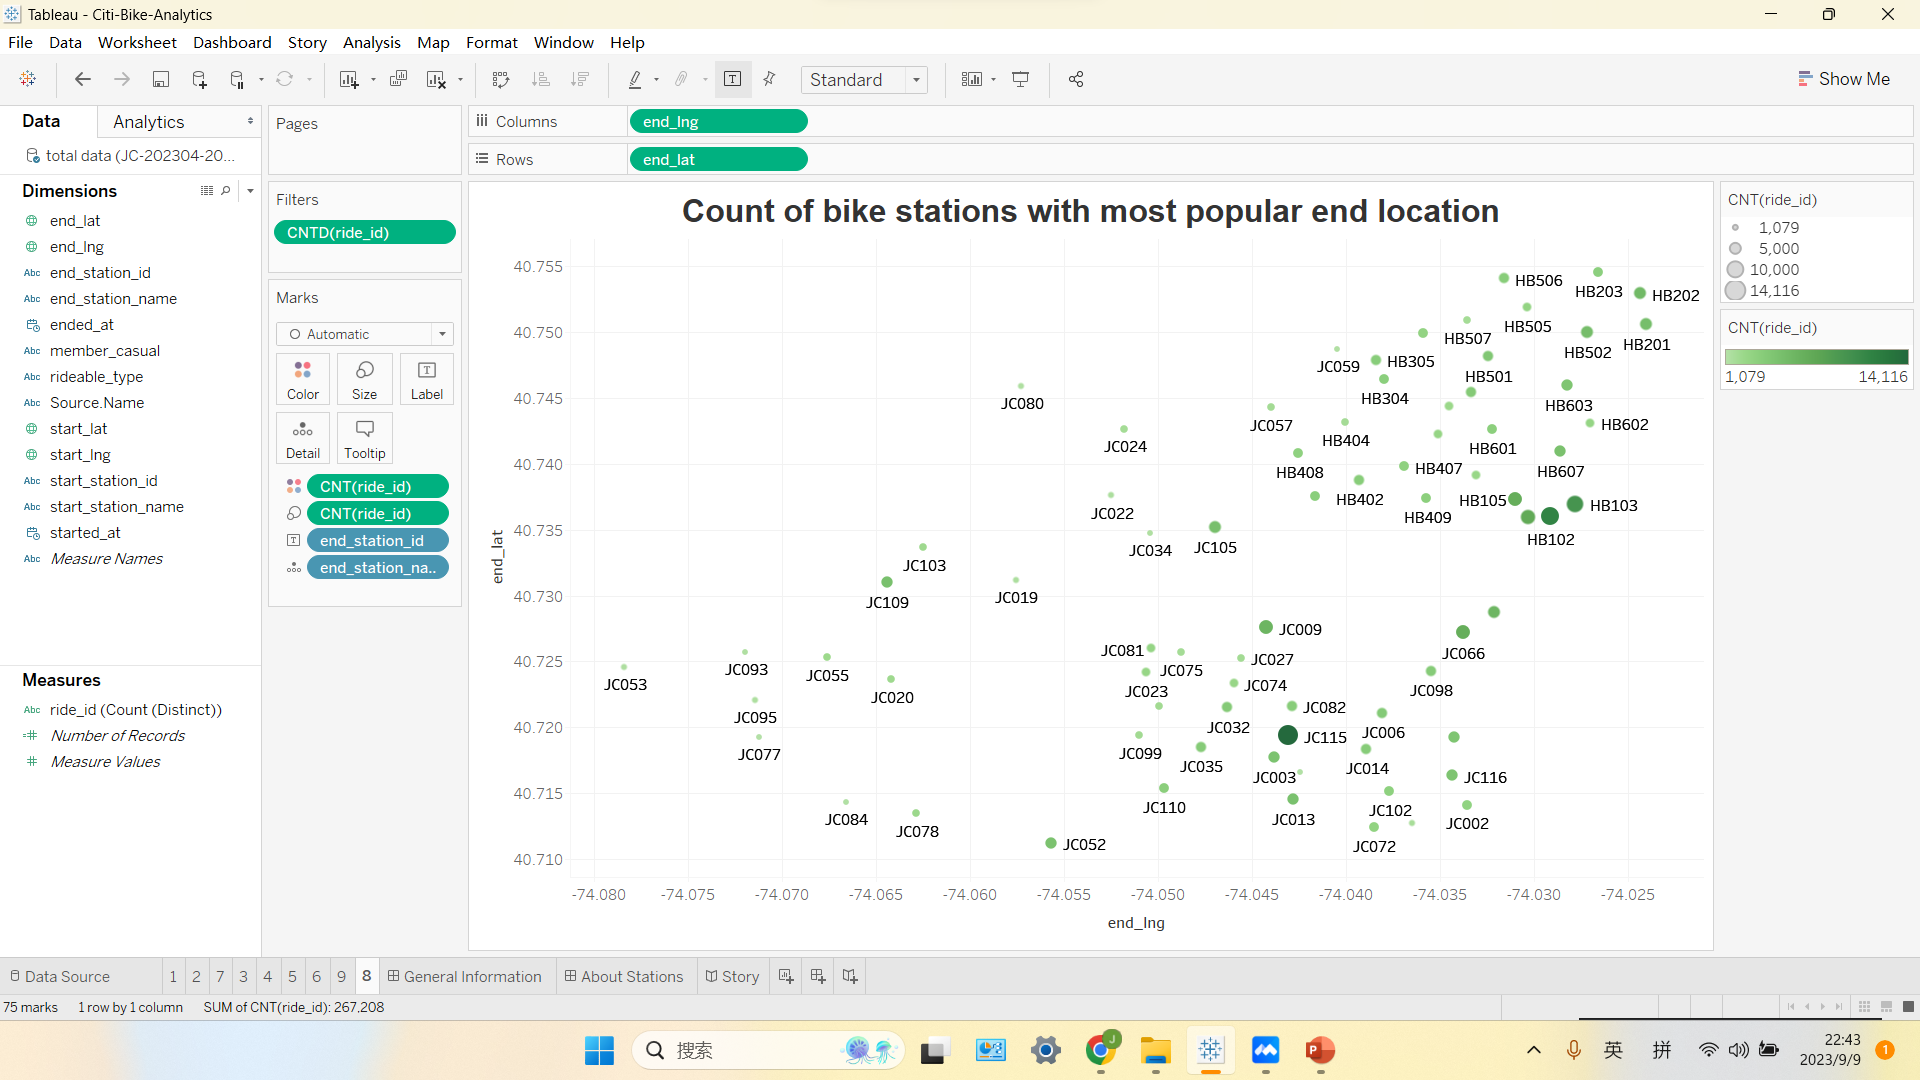 Tableau - Citi-Bike-Analytics
File Data Worksheet Dashboard Story Analysis Map Format Window Help
Standard
Show Me
Data
Analytics
total data (JC-202304-20...
Dimensions
end_lat
end_lng
Abc end_station_id
Abc end_station_name
ended_at
Abc member_casual
Abc rideable_type
Abc Source.Name
start_lat
start_lng
Abc start_station_id
Abc start_station_name
started_at
Abc Measure Names
Measures
Abc ride_id (Count (Distinct))
Number of Records
Measure Values
Pages
Filters
CNTD(ride_id)
Marks
Automatic
Color
Size
Label
Detail
Tooltip
CNT(ride_id)
CNT(ride_id)
end_station_id
end_station_na..
Columns
end_lng
Rows
end_lat
Count of bike stations with most popular end location
40.755
40.750
40.745
40.740
40.735
40.730
40.725
40.720
40.715
40.710
end_lat
HB506
HB203
HB202
HB505
HB507
HB502
HB201
JC059
HB305
HB501
HB304
JC080
HB603
JC057
HB404
HB602
JC024
HB601
HB408
HB407
HB607
HB402
HB105
HB103
HB409
JC022
HB102
JC034
JC105
JC103
JC109
JC019
JC009
JC081
JC066
JC027
JC093
JC075
JC055
JC053
JC074
JC023
JC098
JC020
JC082
JC095
JC032
JC006
JC115
JC077
JC099
JC035
JC014
JC003
JC116
JC110
JC102
JC084
JC013
JC002
JC078
JC052
JC072
-74.080
-74.075
-74.070
-74.065
-74.060
-74.055
-74.050
-74.045
-74.040
-74.035
-74.030
-74.025
end_lng
CNT(ride_id)
1,079
5,000
10,000
14,116
CNT(ride_id)
1,079
14,116
Data Source 1 2 7 3 4 5 6 9 8 General Information About Stations Story
75 marks 1 row by 1 column SUM of CNT(ride_id): 267,208
搜索
英
拼
22:43
2023/9/9
1